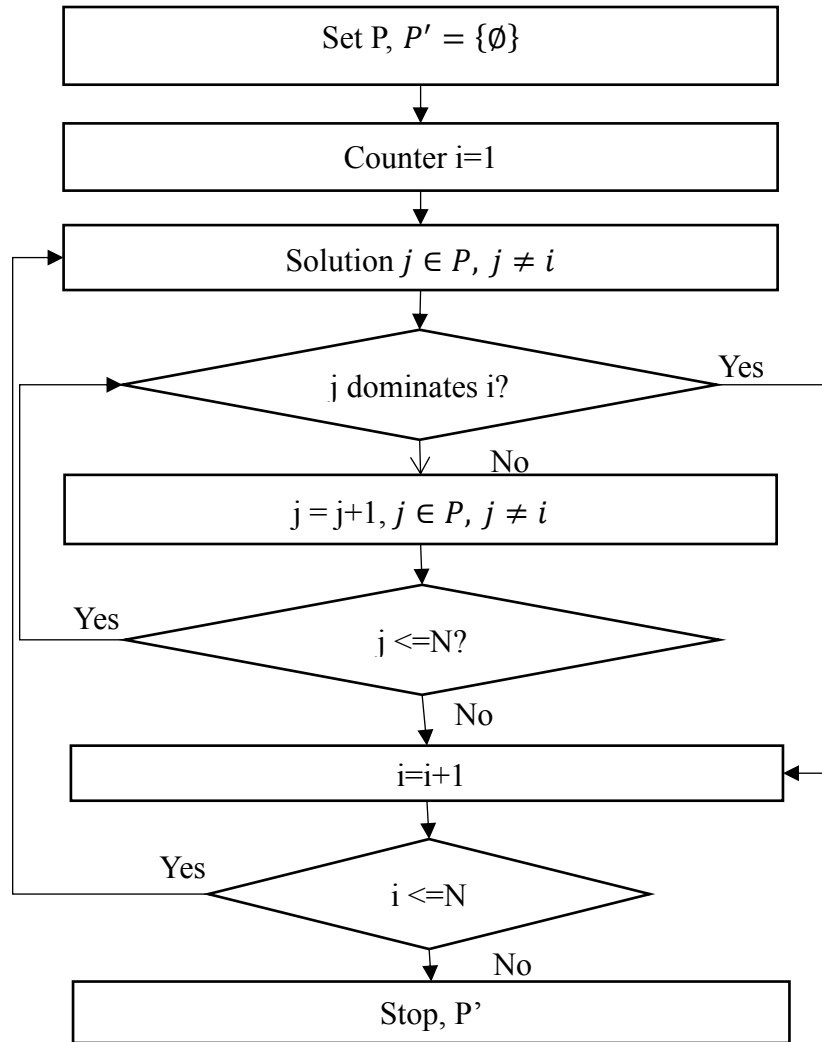 Set P, 𝑃′ = {∅}
Counter i=1
Solution 𝑗 ∈ 𝑃, 𝑗 ≠ 𝑖
j dominates i?
Yes
No
j = j+1, 𝑗 ∈ 𝑃, 𝑗 ≠ 𝑖
Yes
j <=N?
No
i=i+1
Yes
i <=N
No
Stop, P’